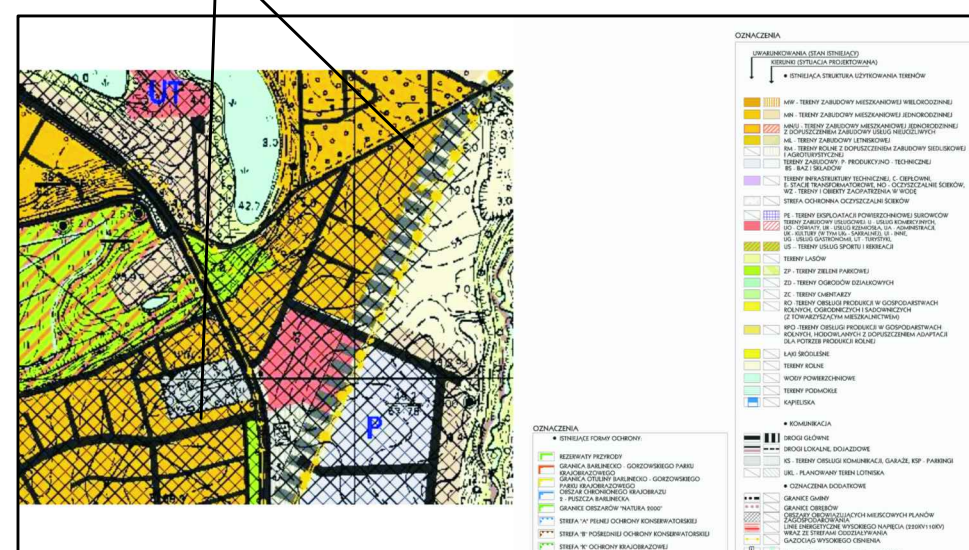 UT
P
3.0
42.7
2.0
OZNACZENIA
• ISTNIEJĄCE FORMY OCHRONY:
REZERWATY PRZYRODY
GRANICA BARLINECKO - GORZOWSKIEGO PARKU
KRAJOBRAZOWEGO
GRANICA OTULINY BARLINECKO - GORZOWSKIEGO
PARKU KRAJOBRAZOWEGO
OBSZAR CHRONIONEGO KRAJOBRAZU
2 - PUSZCZA BARLINECKA
GRANICE OBSZARÓW "NATURA 2000"
STREFA "A" PEŁNEJ OCHRONY KONSERWATORSKIEJ
STREFA "B" POŚREDNIEJ OCHRONY KONSERWATORSKIEJ
STREFA "K" OCHRONY KRAJOBRAZOWEJ
OZNACZENIA
UWARUNKOWANIA (STAN ISTNIEJĄCY)
KIERUNKI (SYTUACJA PROJEKTOWANA)
• ISTNIEJĄCA STRUKTURA UŻYTKOWANIA TERENÓW
MW - TERENY ZABUDOWY MIESZKANIOWEJ WIELORODZINNEJ
MN - TERENY ZABUDOWY MIESZKANIOWEJ JEDNORODZINNEJ
MN/U - TERENY ZABUDOWY MIESZKANIOWEJ JEDNORODZINNEJ
Z DOPUSZCZENIEM ZABUDOWY USŁUG NIEUCIĄŻLIWYCH
ML - TERENY ZABUDOWY LETNISKOWEJ
RM - TERENY ROLNE Z DOPUSZCZENIEM ZABUDOWY SIEDLISKOWEJ
I AGROTURYSTYCZNEJ
TERENY ZABUDOWY: P- PRODUKCYJNO - TECHNICZNEJ
BS - BAZ I SKŁADÓW
TERENY INFRASTRUKTURY TECHNICZNEJ, C- CIEPŁOWNI,
E- STACJE TRANSFORMATOROWE, NO - OCZYSZCZALNIE ŚCIEKÓW,
WZ - TERENY I OBIEKTY ZAOPATRZENIA W WODĘ
STREFA OCHRONNA OCZYSZCZALNI ŚCIEKÓW
PE - TERENY EKSPLOATACJI POWIERZCHNIOWEJ SUROWCÓW
TERENY ZABUDOWY USŁUGOWEJ: U - USŁUG KOMERCYJNYCH,
UO - OŚWIATY, UR - USŁUG RZEMIOSŁA, UA - ADMINISTRACJI,
UK - KULTURY (W TYM UKs - SAKRALNEJ), UI - INNE,
UG - USŁUG GASTRONOMII, UT - TURYSTYKI,
US - TERENY USŁUG SPORTU I REKREACJI
TERENY LASÓW
ZP - TERENY ZIELENI PARKOWEJ
ZD - TERENY OGRODÓW DZIAŁKOWYCH
ZC - TERENY CMENTARZY
RO - TERENY OBSŁUGI PRODUKCJI W GOSPODARSTWACH
ROLNYCH, OGRODNICZYCH I SADOWNICZYCH
(Z TOWARZYSZĄCYM MIESZKALNICTWEM)
RPO - TERENY OBSŁUGI PRODUKCJI W GOSPODARSTWACH
ROLNYCH, HODOWLANYCH Z DOPUSZCZENIEM ADAPTACJI
DLA POTRZEB PRODUKCJI ROLNEJ
ŁĄKI ŚRÓDLEŚNE
TERENY ROLNE
WODY POWIERZCHNIOWE
TERENY PODMOKŁE
KĄPIELISKA
• KOMUNIKACJA
DROGI GŁÓWNE
DROGI LOKALNE, DOJAZDOWE
KS - TERENY OBSŁUGI KOMUNIKACJI, GARAŻE, KSP - PARKINGI
UKL - PLANOWANY TEREN LOTNISKA
• OZNACZENIA DODATKOWE
GRANICE GMINY
GRANICE OBRĘBÓW
OBSZARY OBOWIĄZUJĄCYCH MIEJSCOWYCH PLANÓW
ZAGOSPODAROWANIA
LINIE ENERGETYCZNE WYSOKIEGO NAPIĘCIA (220KV I 110KV)
WRAZ ZE STREFAMI ODDZIAŁYWANIA
GAZOCIĄG WYSOKIEGO CIŚNIENIA